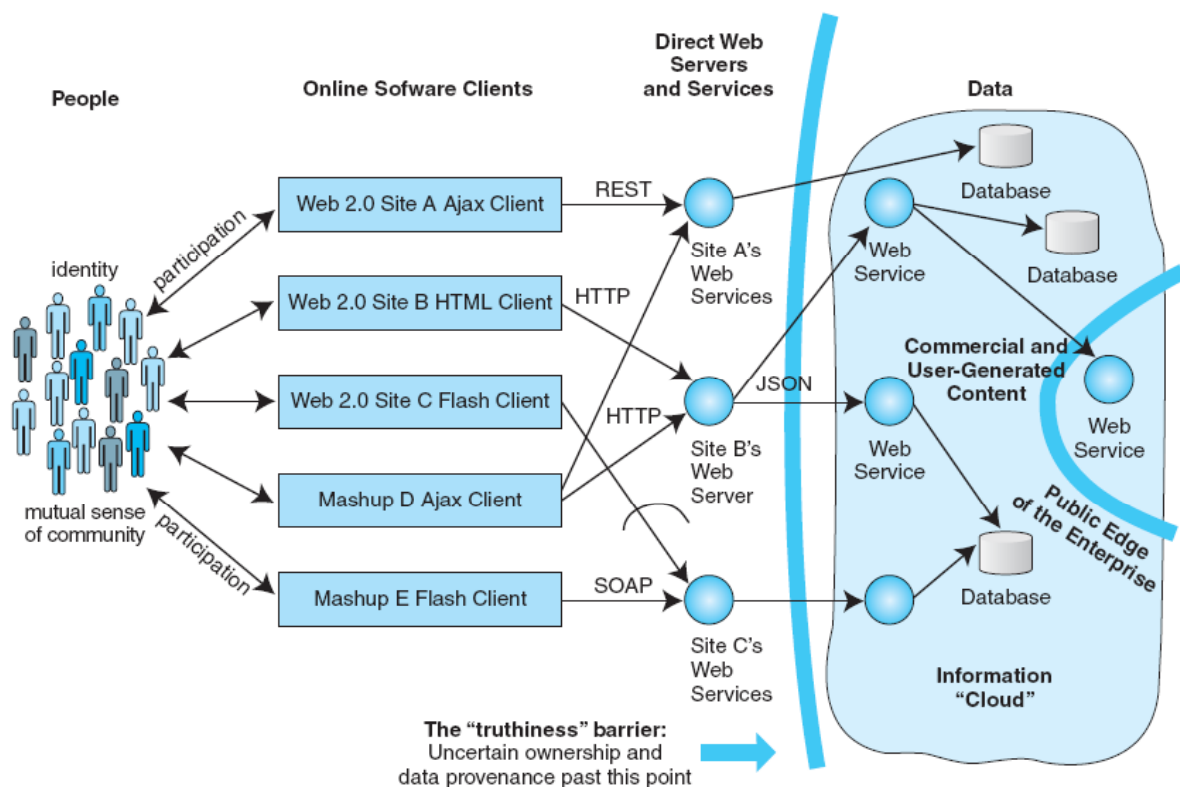 People
Online Sofware Clients
Direct Web
Servers
and Services
Data
identity
mutual sense
of community
participation
participation
Web 2.0 Site A Ajax Client
Web 2.0 Site B HTML Client
Web 2.0 Site C Flash Client
Mashup D Ajax Client
Mashup E Flash Client
REST
HTTP
HTTP
SOAP
JSON
Site A's
Web
Services
Site B's
Web
Server
Site C's
Web
Services
Database
Web
Service
Database
Commercial and
User-Generated
Content
Web
Service
Web
Service
Public Edge
of the Enterprise
Database
Information
“Cloud”
The “truthiness” barrier:
Uncertain ownership and
data provenance past this point